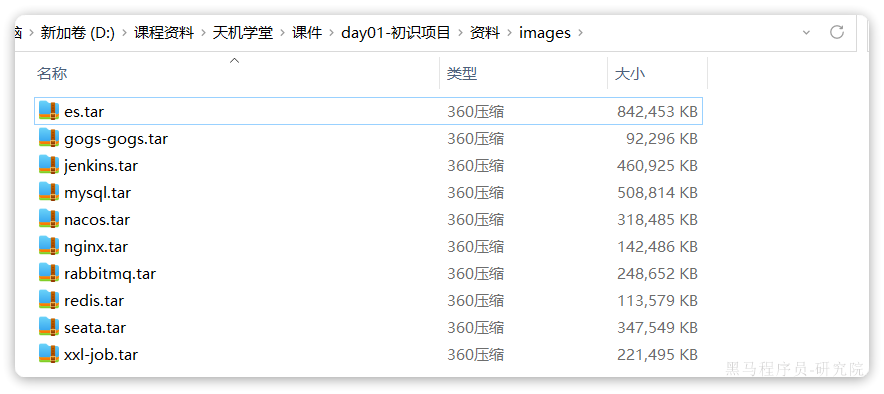 脑 › 新加卷 (D:) › 课程资料 › 天机学堂 › 课件 › day01-初识项目 › 资料 › images ›
名称 类型 大小
es.tar 360压缩 842,453 KB
gogs-gogs.tar 360压缩 92,296 KB
jenkins.tar 360压缩 460,925 KB
mysql.tar 360压缩 508,814 KB
nacos.tar 360压缩 318,485 KB
nginx.tar 360压缩 142,486 KB
rabbitmq.tar 360压缩 248,652 KB
redis.tar 360压缩 113,579 KB
seata.tar 360压缩 347,549 KB
xxl-job.tar 360压缩 221,495 KB
黑马程序员-研究院